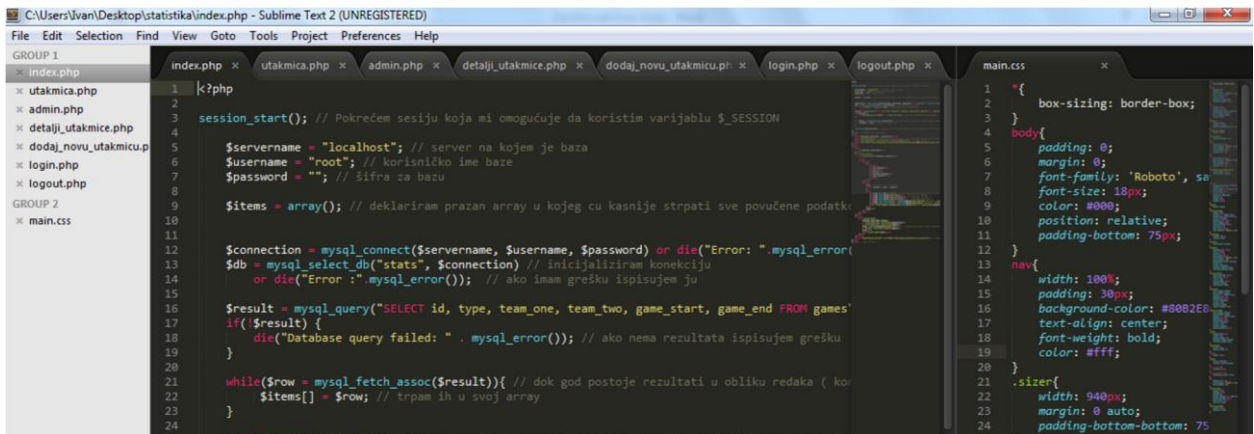 C:\Users\Ivan\Desktop\statistika\index.php - Sublime Text 2 (UNREGISTERED)
File Edit Selection Find View Goto Tools Project Preferences Help
GROUP 1
index.php
utakmica.php
admin.php
detalji_utakmice.php
dodaj_novu_utakmicu.p
login.php
logout.php
GROUP 2
main.css
index.php × utakmica.php × admin.php × detalji_utakmice.php × dodaj_novu_utakmicu.ph × login.php × logout.php ×
1 <?php
2
3 session_start(); // Pokrećem sesiju koja mi omogućuje da koristim varijablu $_SESSION
4
5 $servername = "localhost"; // server na kojem je baza
6 $username = "root"; // korisničko ime baze
7 $password = ""; // šifra za bazu
8
9 $items = array(); // deklariram prazan array u kojeg cu kasnije strpati sve povučene podatke
10
11
12 $connection = mysql_connect($servername, $username, $password) or die("Error: ".mysql_error(
13 $db = mysql_select_db("stats", $connection) // inicijaliziram konekciju
14 or die("Error :".mysql_error()); // ako imam grešku ispisujem ju
15
16 $result = mysql_query("SELECT id, type, team_one, team_two, game_start, game_end FROM games"
17 if(!$result) {
18 die("Database query failed: " . mysql_error()); // ako nema rezultata ispisujem grešku
19 }
20
21 while($row = mysql_fetch_assoc($result)){ // dok god postoje rezultati u obliku redaka ( kor
22 $items[] = $row; // trpam ih u svoj array
23 }
24
main.css ×
1 *{
2 box-sizing: border-box;
3 }
4 body{
5 padding: 0;
6 margin: 0;
7 font-family: 'Roboto', sa
8 font-size: 18px;
9 color: #000;
10 position: relative;
11 padding-bottom: 75px;
12 }
13 nav{
14 width: 100%;
15 padding: 30px;
16 background-color: #80B2E8
17 text-align: center;
18 font-weight: bold;
19 color: #fff;
20 }
21 .sizer{
22 width: 940px;
23 margin: 0 auto;
24 padding-bottom-bottom: 75